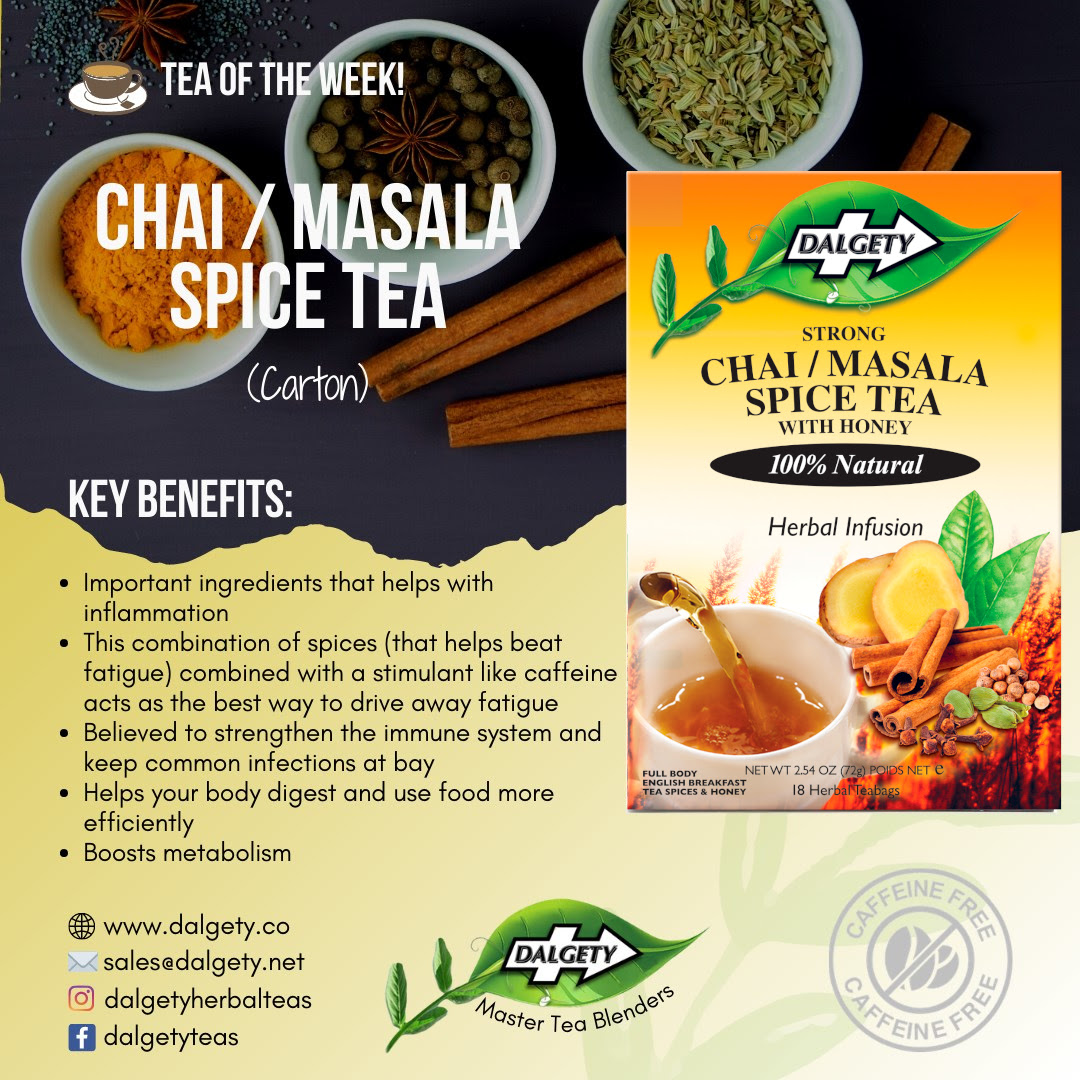 TEA OF THE WEEK!
CHAI / MASALA
SPICE TEA
(Carton)
KEY BENEFITS:
• Important ingredients that helps with
inflammation
• This combination of spices (that helps beat
fatigue) combined with a stimulant like caffeine
acts as the best way to drive away fatigue
• Believed to strengthen the immune system and
keep common infections at bay
• Helps your body digest and use food more
efficiently
• Boosts metabolism
www.dalgety.co
sales@dalgety.net
dalgetyherbalteas
dalgetyteas
DALGETY
STRONG
CHAI / MASALA
SPICE TEA
WITH HONEY
100% Natural
Herbal Infusion
FULL BODY
ENGLISH BREAKFAST
TEA SPICES & HONEY
NET WT 2.54 OZ (72g) POIDS NET e
18 Herbal Teabags
DALGETY
Master Tea Blenders
CAFFEINE FREE
CAFFEINE FREE